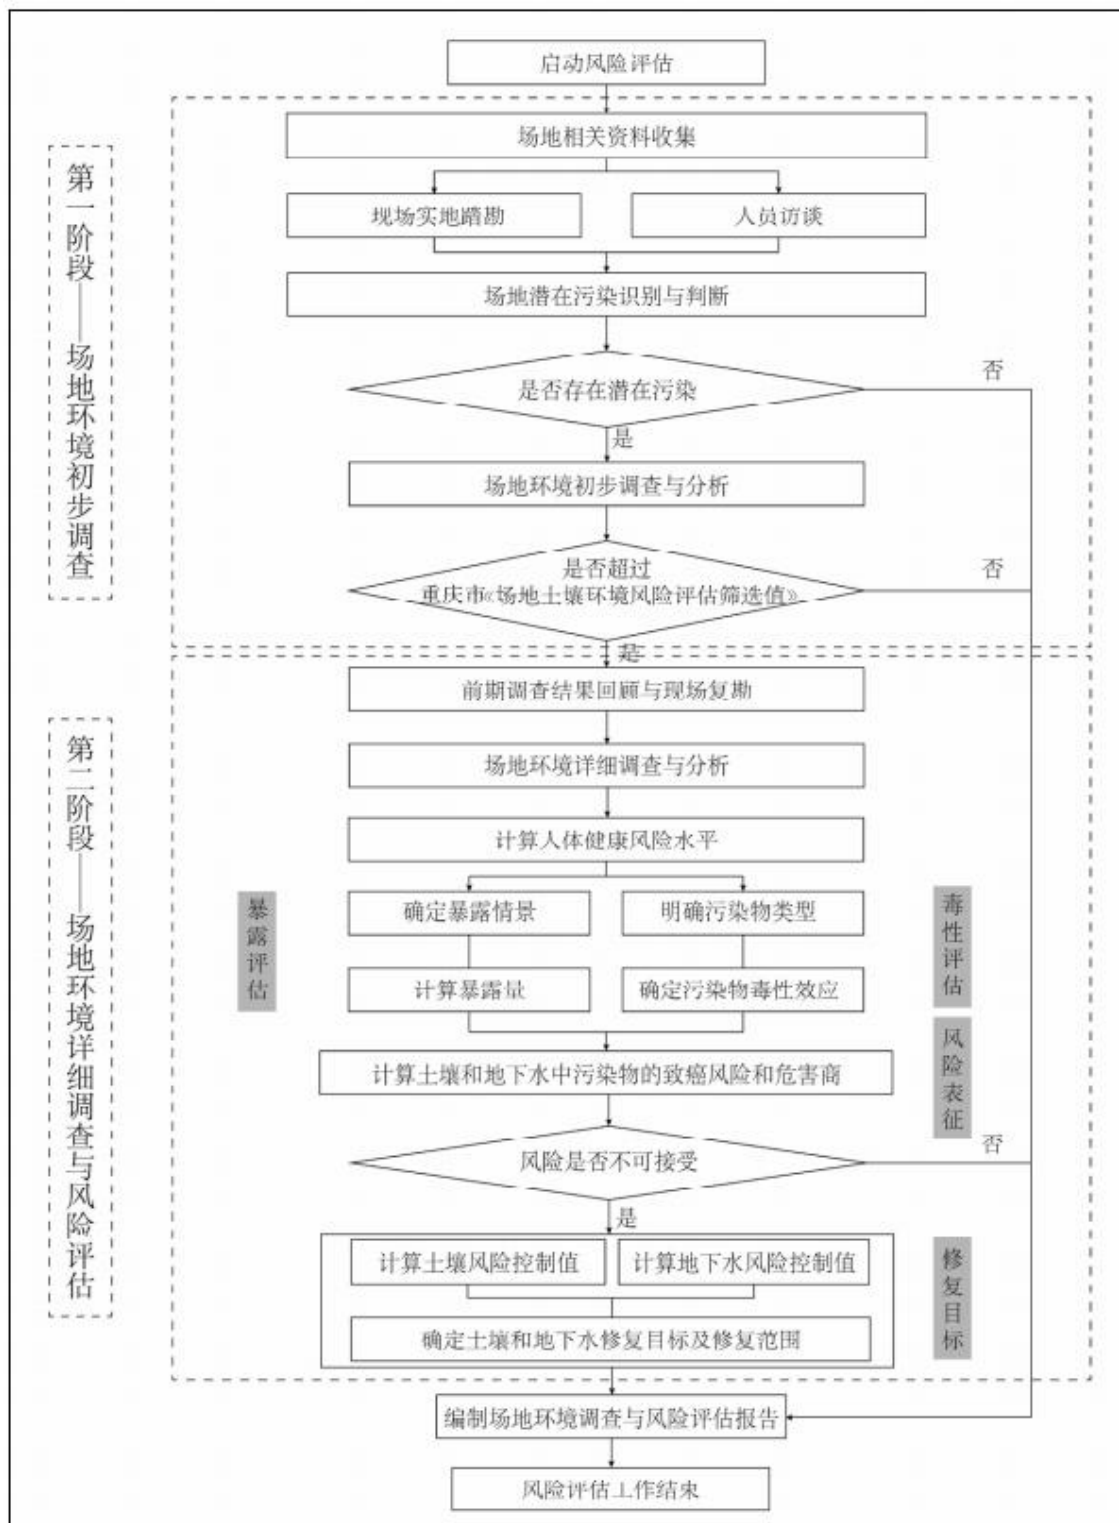 启动风险评估
第一阶段——场地环境初步调查
场地相关资料收集
现场实地踏勘
人员访谈
场地潜在污染识别与判断
是否存在潜在污染
否
是
场地环境初步调查与分析
是否超过
重庆市《场地土壤环境风险评估筛选值》
否
是
第二阶段——场地环境详细调查与风险评估
前期调查结果回顾与现场复勘
场地环境详细调查与分析
计算人体健康风险水平
暴露评估
确定暴露情景
明确污染物类型
毒性评估
计算暴露量
确定污染物毒性效应
计算土壤和地下水中污染物的致癌风险和危害商
风险表征
风险是否不可接受
否
是
计算土壤风险控制值
计算地下水风险控制值
修复目标
确定土壤和地下水修复目标及修复范围
编制场地环境调查与风险评估报告
风险评估工作结束